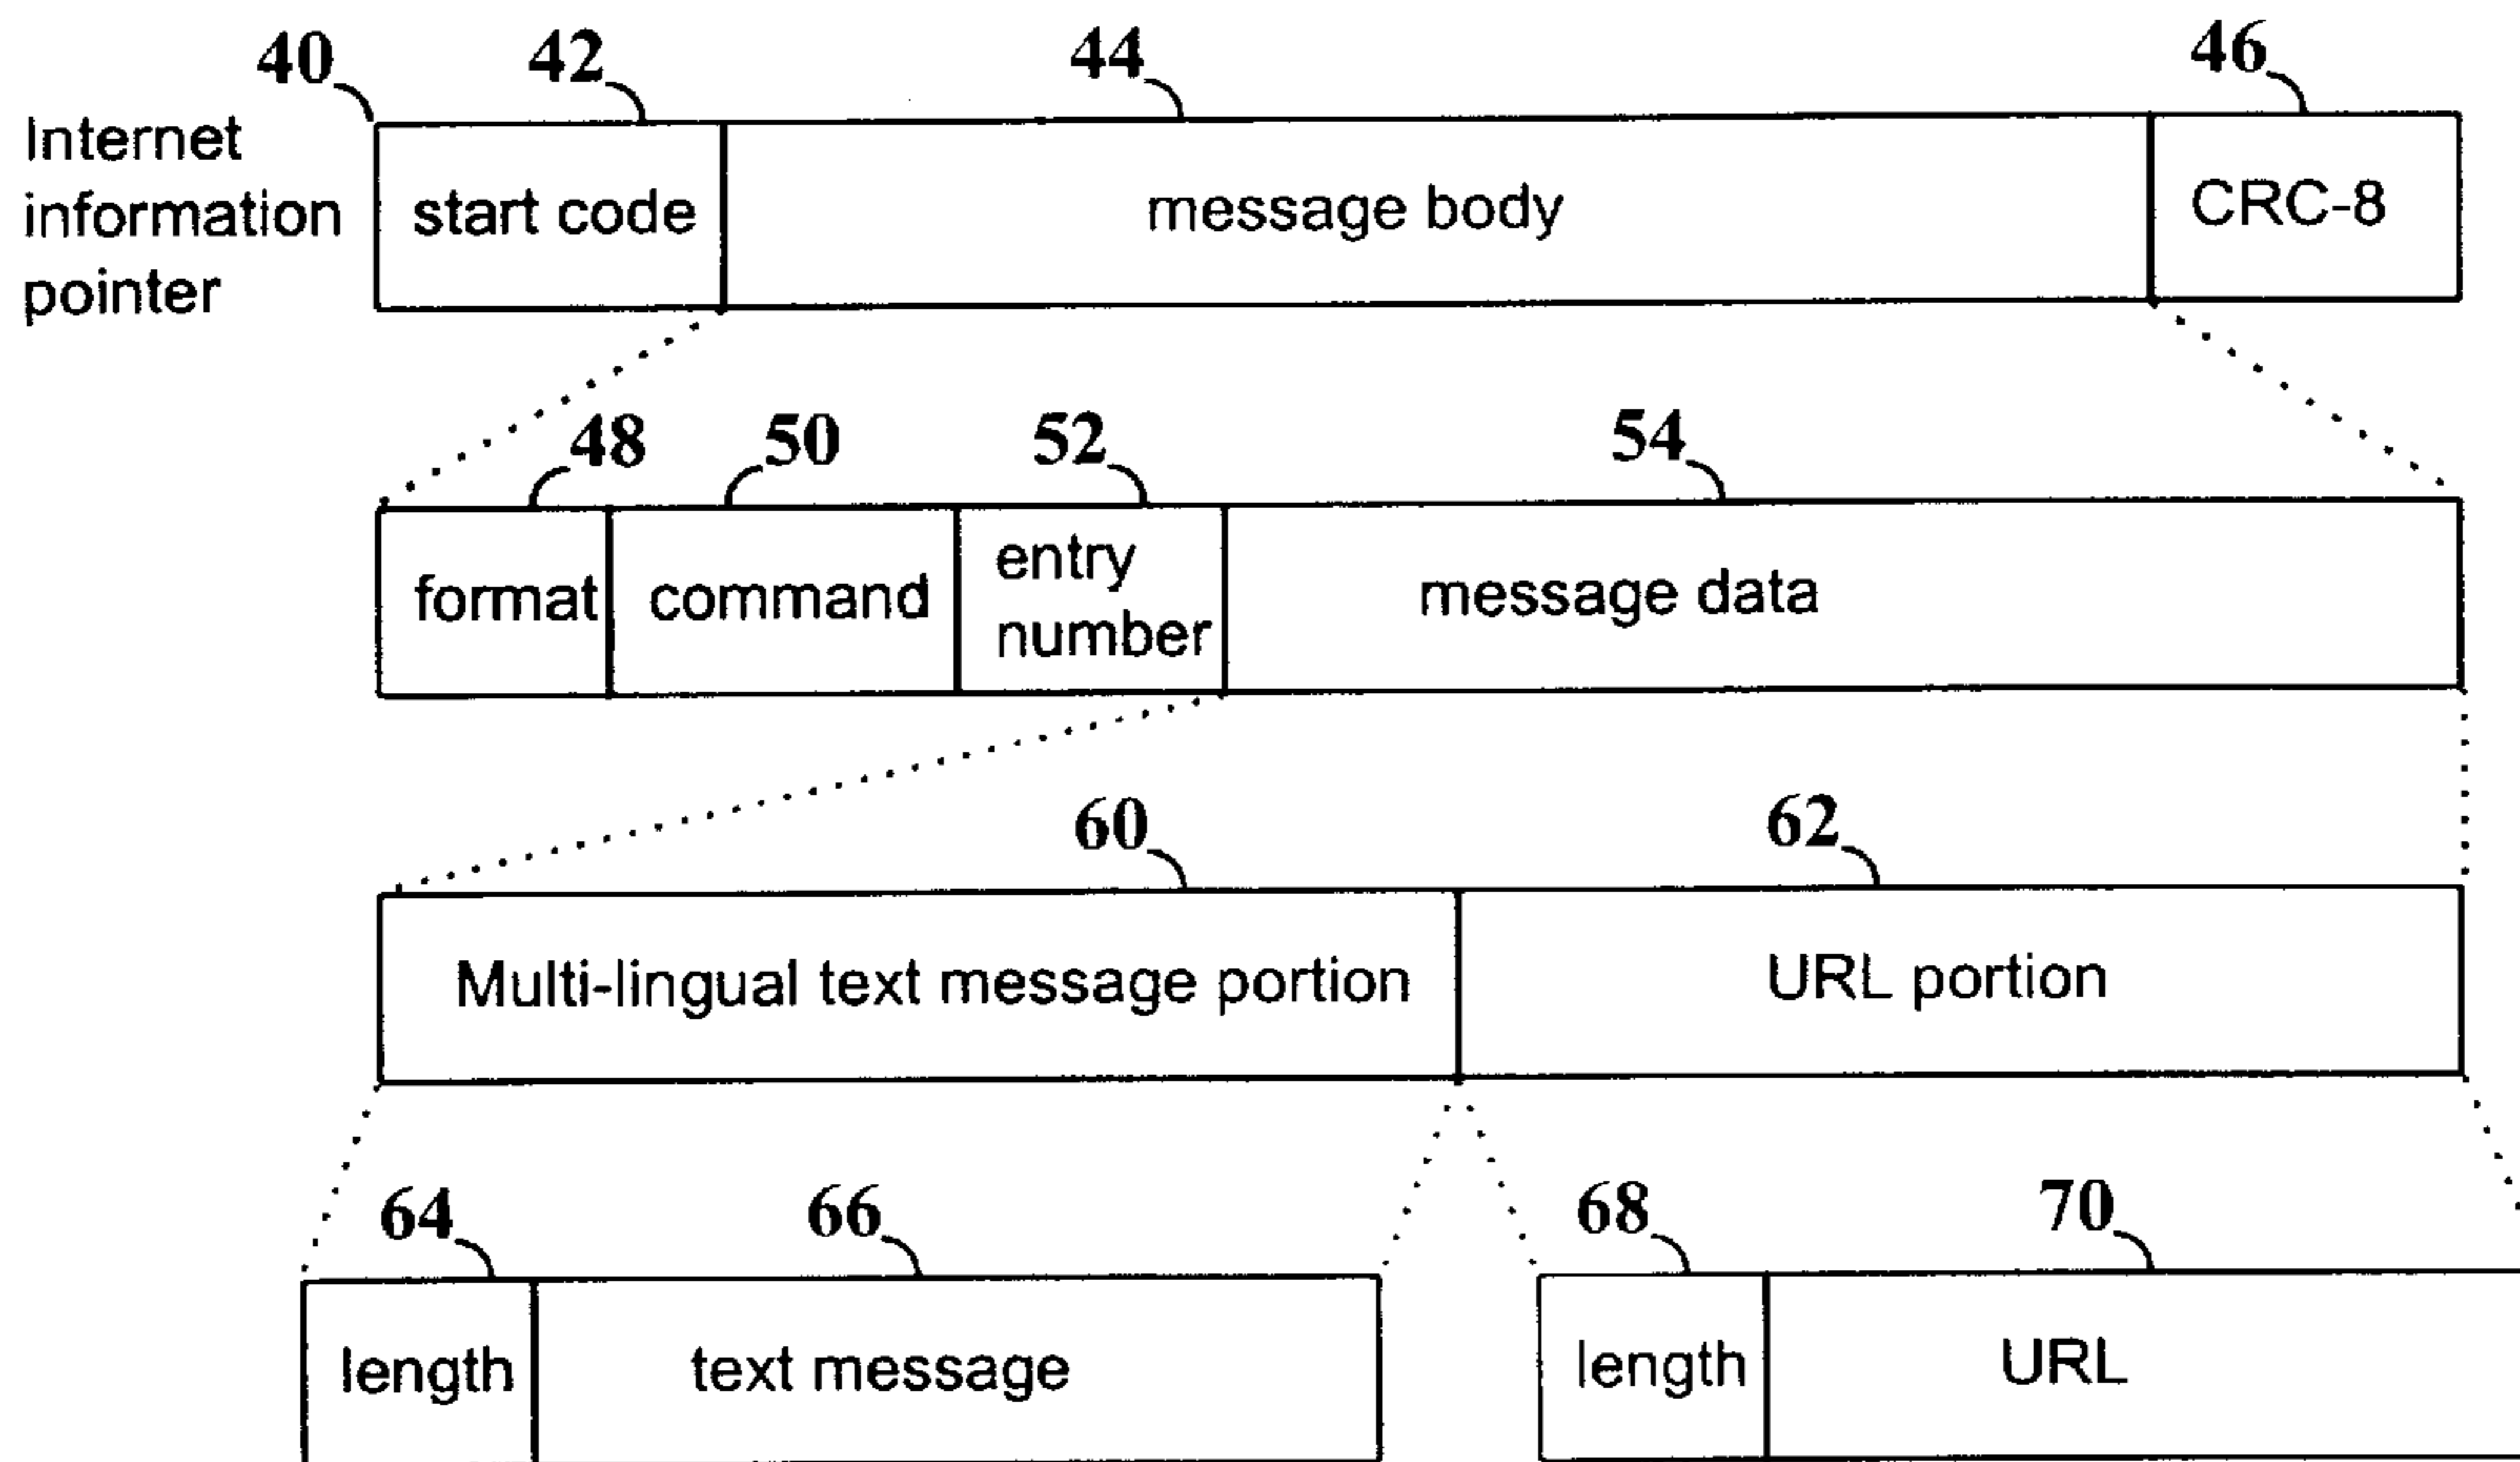 40 42 44 46
Internet
information
pointer
start code message body CRC-8
48 50 52 54
format command entry
number message data
60 62
Multi-lingual text message portion URL portion
64 66 68 70
length text message length URL